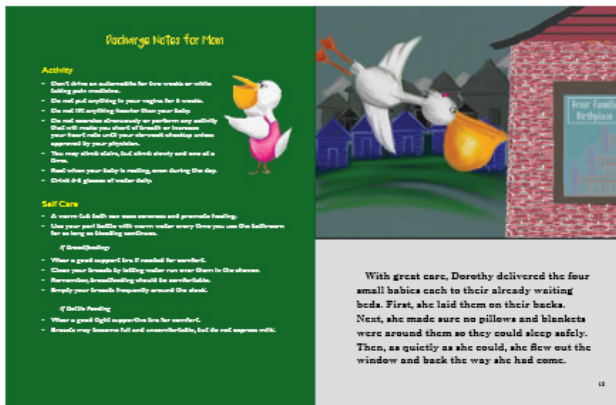 Discharge Notes for Mom
Activity
- Don't drive an automobile for two weeks or while
taking pain medicine.
- Do not put anything in your vagina for 6 weeks.
- Do not lift anything heavier than your baby.
- Do not exercise strenuously or perform any activity
that will make you short of breath or increase
your heart rate until your six-week checkup unless
approved by your physician.
- You may climb stairs, but climb slowly and one at a
time.
- Rest when your baby is resting, even during the day.
- Drink 6-8 glasses of water daily.
Self Care
- A warm tub bath can ease soreness and promote healing.
- Use your peri bottle with warm water every time you use the bathroom
for as long as bleeding continues.
If Breastfeeding:
- Wear a good support bra if needed for comfort.
- Clean your breasts by letting water run over them in the shower.
- Remember, breastfeeding should be comfortable.
- Empty your breasts frequently around the clock.
If Bottle Feeding
- Wear a good tight supportive bra for comfort.
- Breasts may become full and uncomfortable, but do not express milk.
Family
Birthplace
With great care, Dorothy delivered the four
small babies each to their already waiting
beds. First, she laid them on their backs.
Next, she made sure no pillows and blankets
were around them so they could sleep safely.
Then, as quietly as she could, she flew out the
window and back the way she had come.